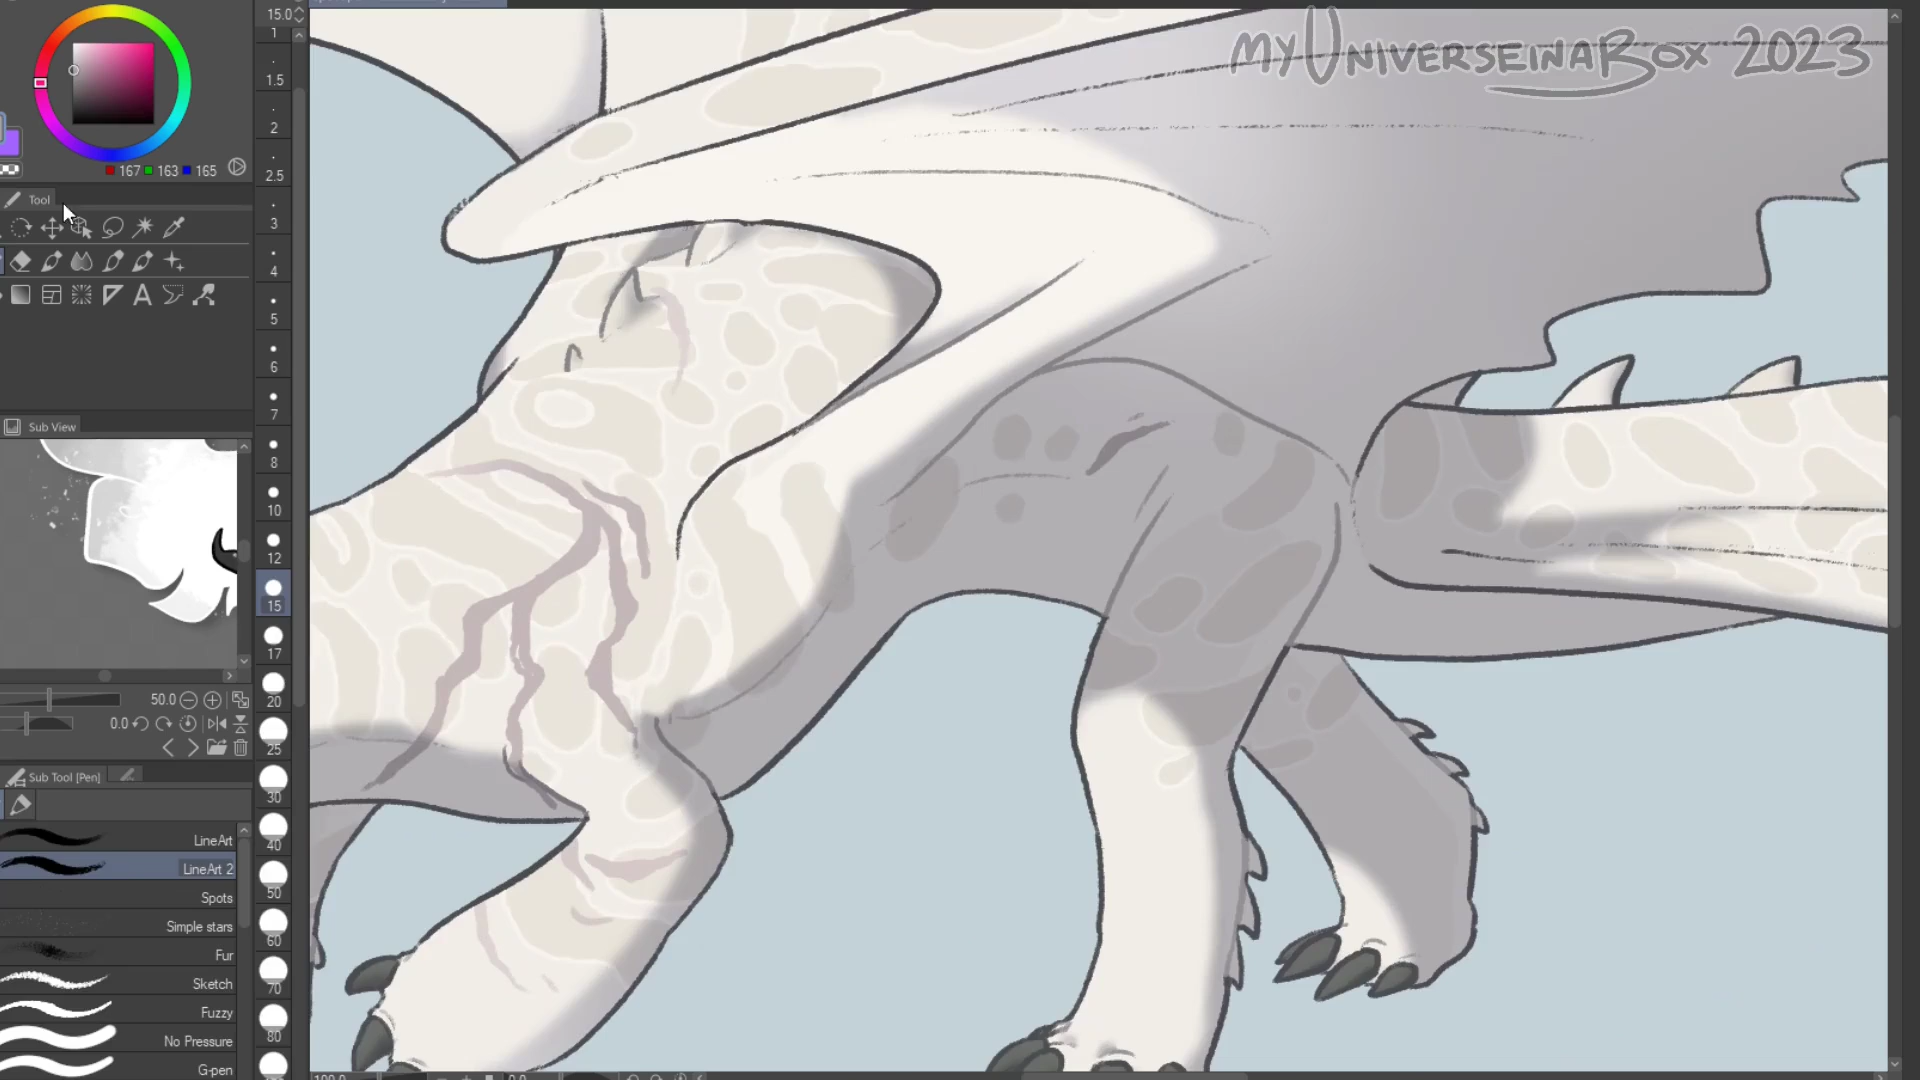 15.0
1
1.5
2
2.5
3
4
5
6
7
8
10
12
15
17
20
25
30
40
50
60
70
80
MYUNIVERSEINABOX 2023
167 163 165
Tool
Sub View
50.0
0.0
Sub Tool [Pen]
LineArt
LineArt 2
Spots
Simple stars
Fur
Sketch
Fuzzy
No Pressure
G-pen